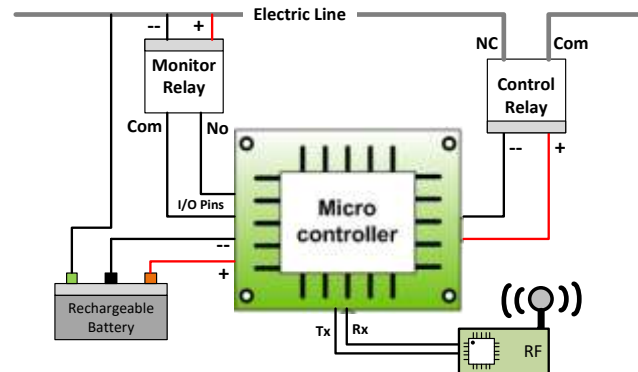 Electric Line
--
+
NC
Com
Monitor
Relay
Control
Relay
Com
No
--
+
I/O Pins
Micro
controller
--
+
Rechargeable
Battery
Tx
Rx
RF